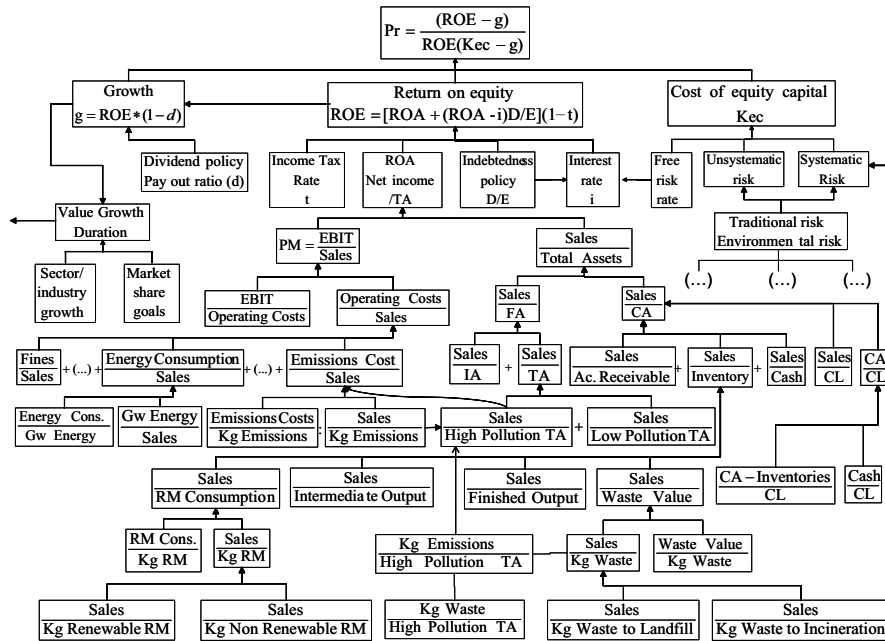 Pr = (ROE – g) / ROE(Kec – g)
Growth
g = ROE*(1–d)
Return on equity
ROE = [ROA + (ROA - i)D/E](1–t)
Cost of equity capital
Kec
Dividend policy
Pay out ratio (d)
Income Tax
Rate
t
ROA
Net income
/TA
Indebtedness
policy
D/E
Interest
rate
i
Free
risk
rate
Unsystematic
risk
Systematic
Risk
Value Growth
Duration
Traditional risk
Environmen tal risk
Sector/
industry
growth
Market
share
goals
PM = EBIT / Sales
Sales / Total Assets
(…) (…) (…)
EBIT / Operating Costs
Operating Costs / Sales
Sales / FA
Sales / CA
Fines / Sales + (…) + Energy Consumption / Sales + (…) + Emissions Cost / Sales
Sales / IA + Sales / TA
Sales / Ac. Receivable + Sales / Inventory + Sales / Cash
Sales / CL
CA / CL
Energy Cons. / Gw Energy
Gw Energy / Sales
Emissions Costs / Kg Emissions : Sales / Kg Emissions
Sales / High Pollution TA + Sales / Low Pollution TA
Sales / RM Consumption
Sales / Intermedia te Output
Sales / Finished Output
Sales / Waste Value
CA – Inventories / CL
Cash / CL
RM Cons. / Kg RM
Sales / Kg RM
Kg Emissions / High Pollution TA
Sales / Kg Waste
Waste Value / Kg Waste
Sales / Kg Renewable RM
Sales / Kg Non Renewable RM
Kg Waste / High Pollution TA
Sales / Kg Waste to Landfill
Sales / Kg Waste to Incineration